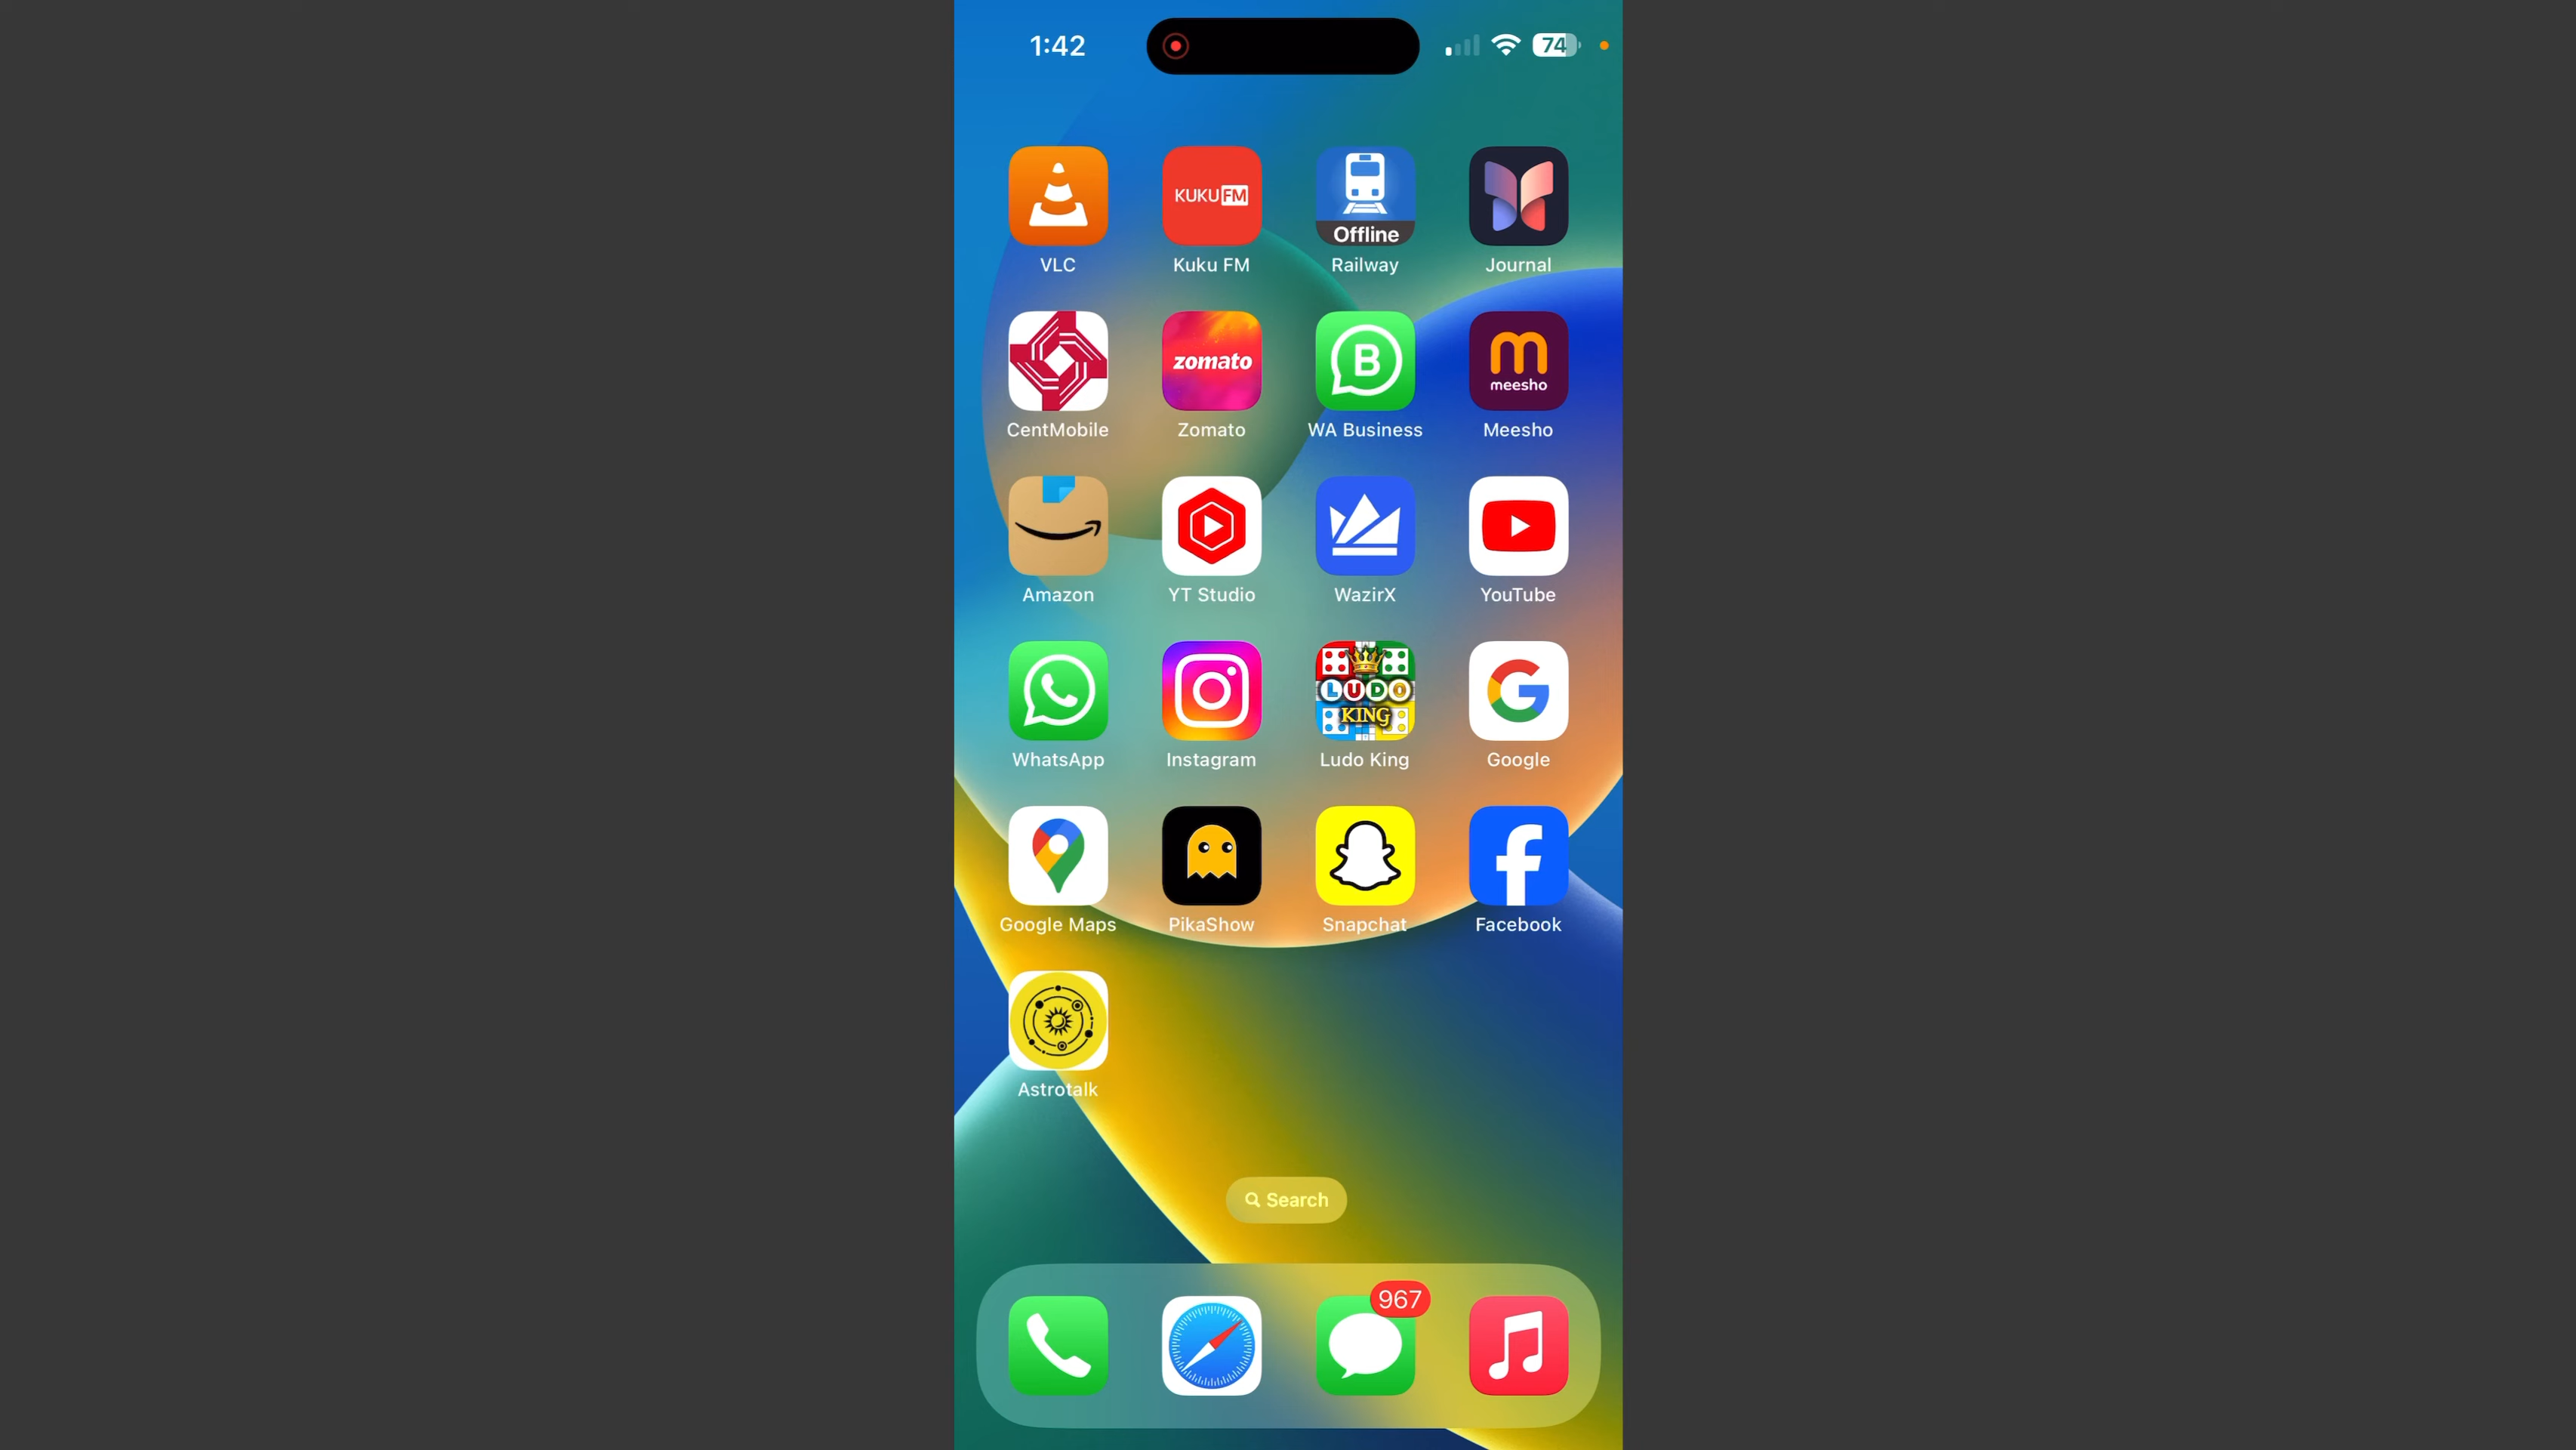 1:42
74
KUKU FM
Offline
VLC
Kuku FM
Railway
Journal
zomato
B
meesho
CentMobile
Zomato
WA Business
Meesho
Amazon
YT Studio
WazirX
YouTube
LUDO
KING
WhatsApp
Instagram
Ludo King
Google
Google Maps
PikaShow
Snapchat
Facebook
Astrotalk
Search
967